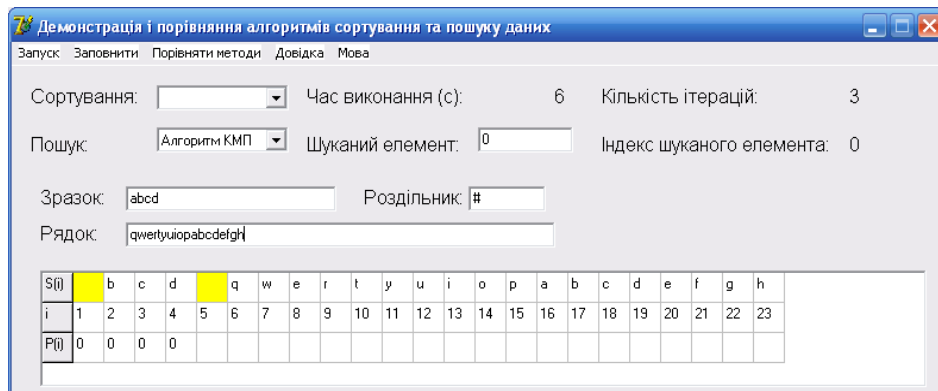 Демонстрація і порівняння алгоритмів сортування та пошуку даних
Запуск Заповнити Порівняти методи Довідка Мова
Сортування: Час виконання (с): 6 Кількість ітерацій: 3
Пошук: Алгоритм КМП Шуканий елемент: 0 Індекс шуканого елемента: 0
Зразок: abcd Роздільник: #
Рядок: qwertyuiopabcdefgh
S(i) b c d q w e r t y u i o p a b c d e f g h
i 1 2 3 4 5 6 7 8 9 10 11 12 13 14 15 16 17 18 19 20 21 22 23
P(i) 0 0 0 0